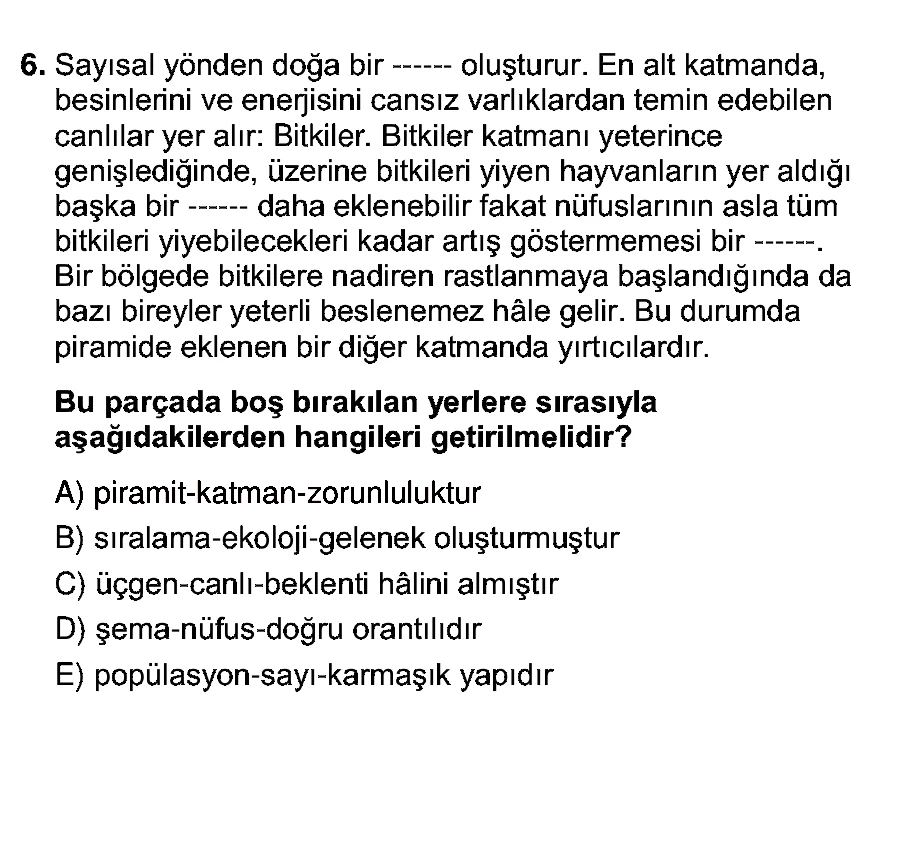 6. Sayısal yönden doğa bir ------ oluşturur. En alt katmanda,
besinlerini ve enerjisini cansız varlıklardan temin edebilen
canlılar yer alır: Bitkiler. Bitkiler katmanı yeterince
genişlediğinde, üzerine bitkileri yiyen hayvanların yer aldığı
başka bir ------ daha eklenebilir fakat nüfuslarının asla tüm
bitkileri yiyebilecekleri kadar artış göstermemesi bir ------.
Bir bölgede bitkilere nadiren rastlanmaya başlandığında da
bazı bireyler yeterli beslenemez hâle gelir. Bu durumda
piramide eklenen bir diğer katmanda yırtıcılardır.
Bu parçada boş bırakılan yerlere sırasıyla
aşağıdakilerden hangileri getirilmelidir?
A) piramit-katman-zorunluluktur
B) sıralama-ekoloji-gelenek oluşturmuştur
C) üçgen-canlı-beklenti hâlini almıştır
D) şema-nüfus-doğru orantılıdır
E) popülasyon-sayı-karmaşık yapıdır